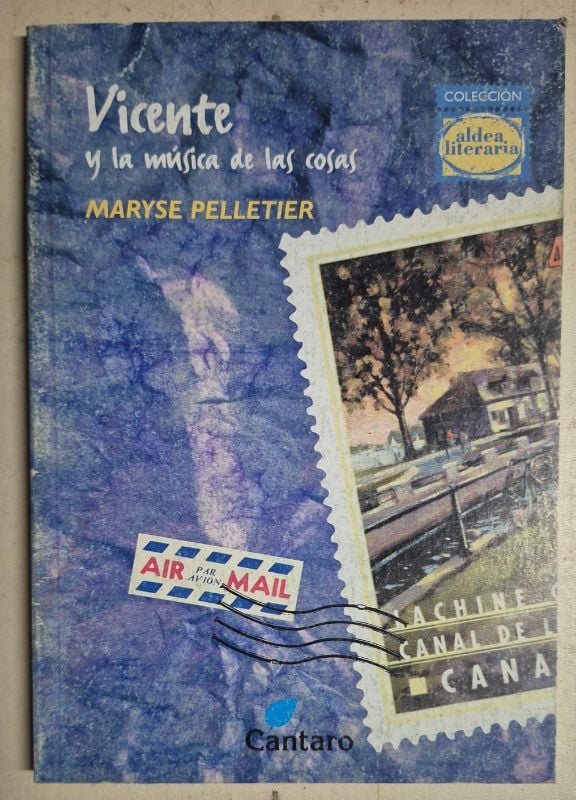 Vicente
y la música de las cosas
MARYSE PELLETIER
COLECCIÓN
aldea
literaria
AIR PAR AVION MAIL
LACHINE C
CANAL DE L
CANA
Cantaro